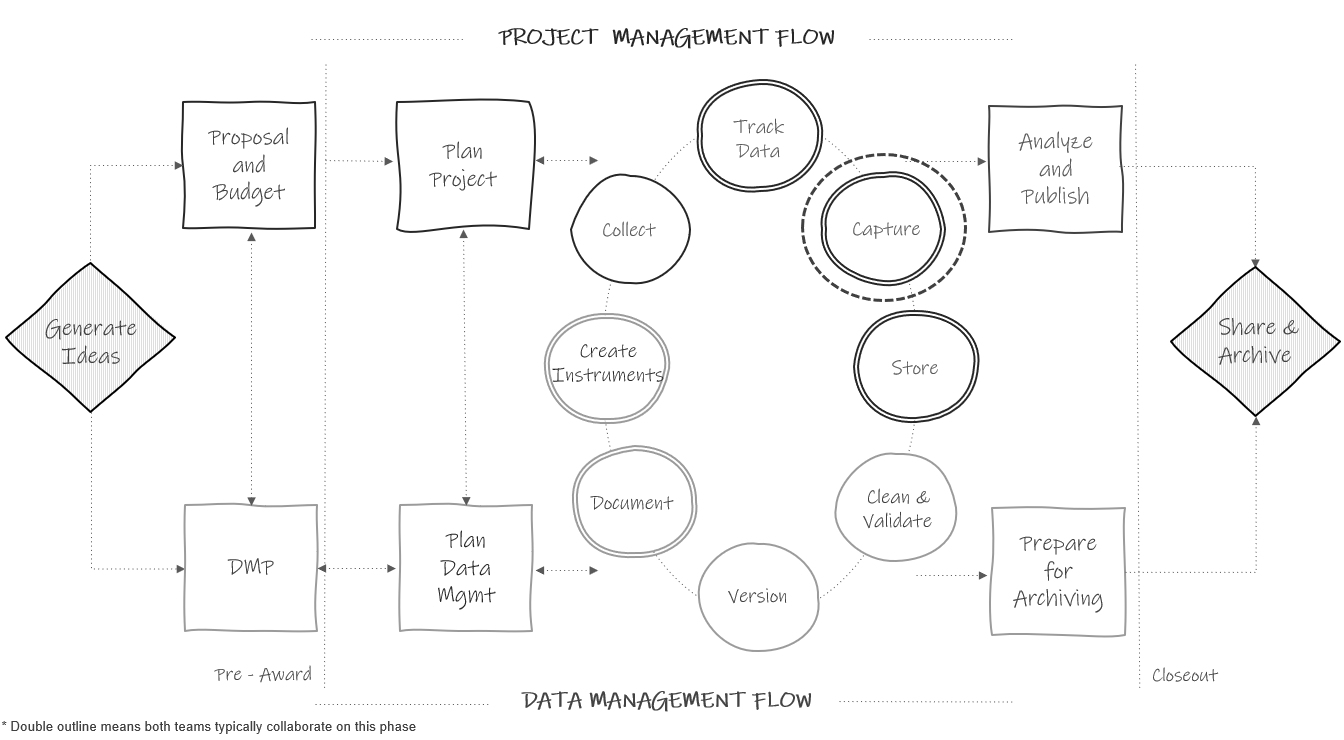 PROJECT MANAGEMENT FLOW
Proposal
and
Budget
Plan
Project
Track
Data
Analyze
and
Publish
Collect
Capture
Generate
Ideas
Create
Instruments
Store
Share &
Archive
Document
Clean &
Validate
DMP
Plan
Data
Mgmt
Version
Prepare
for
Archiving
Pre - Award
Closeout
DATA MANAGEMENT FLOW
* Double outline means both teams typically collaborate on this phase